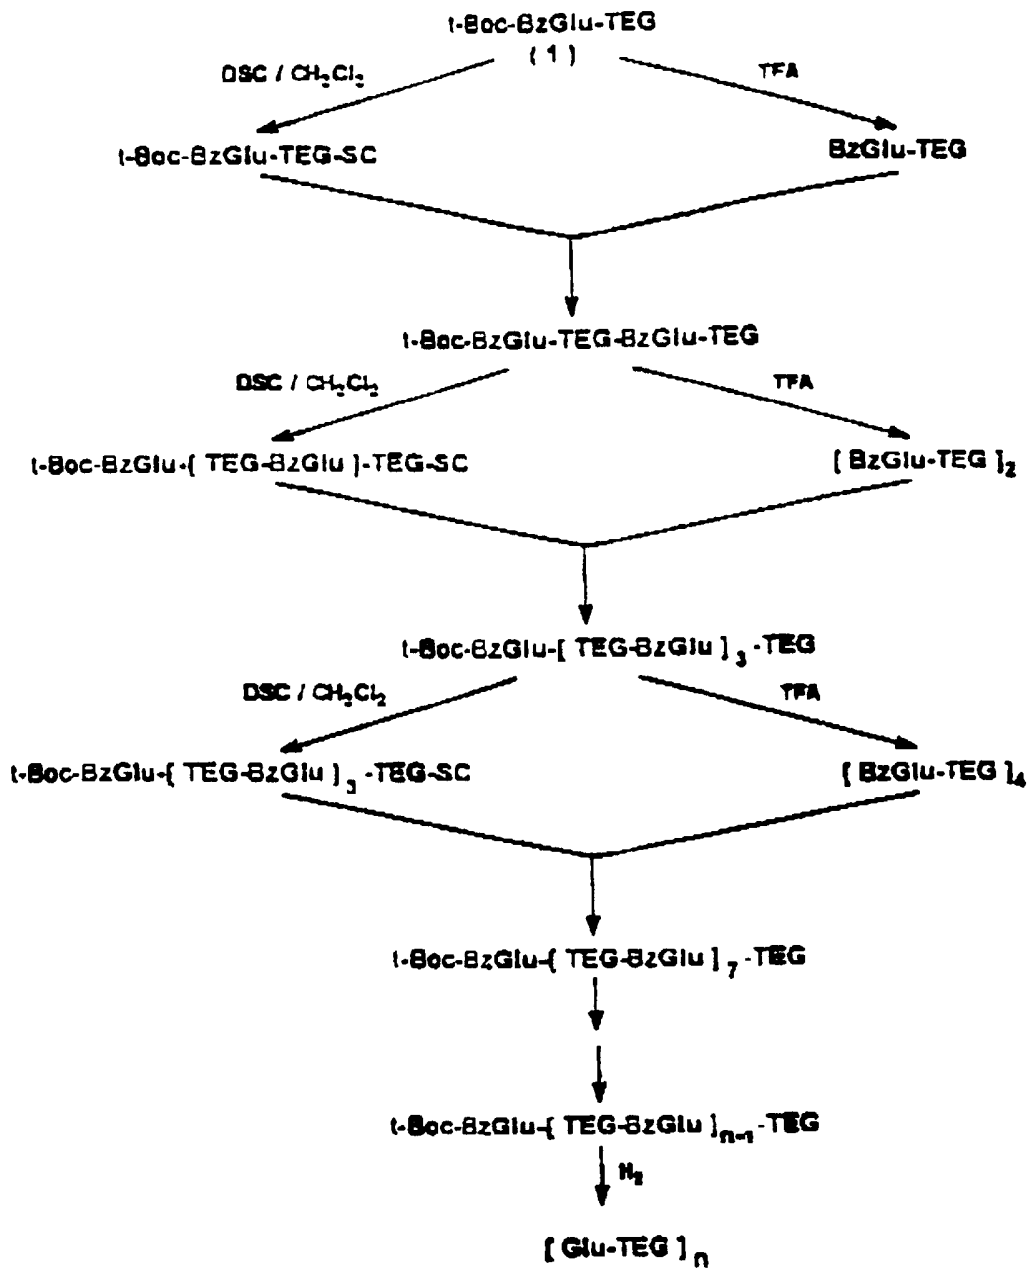 t-Boc-BzGlu-TEG
( 1 )
DSC / CH₂Cl₂
TFA
t-Boc-BzGlu-TEG-SC
BzGlu-TEG
t-Boc-BzGlu-TEG-BzGlu-TEG
DSC / CH₂Cl₂
TFA
t-Boc-BzGlu-[ TEG-BzGlu ]-TEG-SC
[ BzGlu-TEG ]₂
t-Boc-BzGlu-[ TEG-BzGlu ]₃-TEG
DSC / CH₂Cl₂
TFA
t-Boc-BzGlu-[ TEG-BzGlu ]₃-TEG-SC
[ BzGlu-TEG ]₄
t-Boc-BzGlu-[ TEG-BzGlu ]₇-TEG
t-Boc-BzGlu-[ TEG-BzGlu ]ₙ₋₁-TEG
H₂
[ Glu-TEG ]ₙ